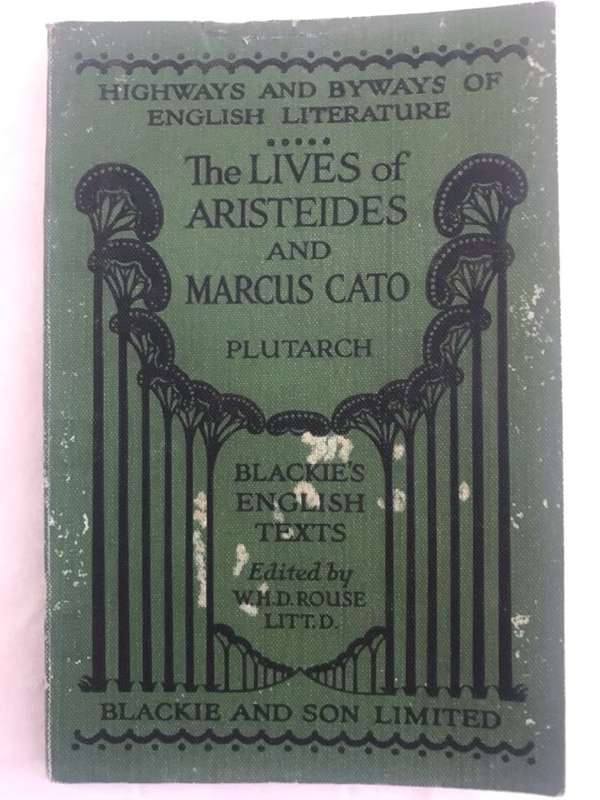 HIGHWAYS AND BYWAYS OF
ENGLISH LITERATURE
The LIVES of
ARISTEIDES
AND
MARCUS CATO
PLUTARCH
BLACKIE'S
ENGLISH
TEXTS
Edited by
W.H.D. ROUSE
LITT.D.
BLACKIE AND SON LIMITED